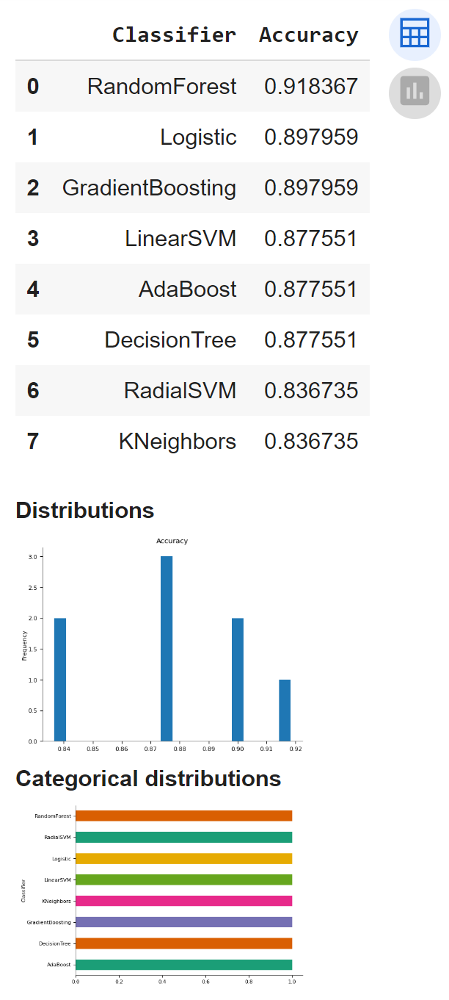 Classifier Accuracy
0 RandomForest 0.918367
1 Logistic 0.897959
2 GradientBoosting 0.897959
3 LinearSVM 0.877551
4 AdaBoost 0.877551
5 DecisionTree 0.877551
6 RadialSVM 0.836735
7 KNeighbors 0.836735
Distributions
Accuracy
3.0
2.5
2.0
1.5
1.0
0.5
0.0
Frequency
0.84 0.85 0.86 0.87 0.88 0.89 0.90 0.91 0.92
Categorical distributions
RandomForest
RadialSVM
Logistic
LinearSVM
KNeighbors
GradientBoosting
DecisionTree
AdaBoost
Classifier
0.0 0.2 0.4 0.6 0.8 1.0